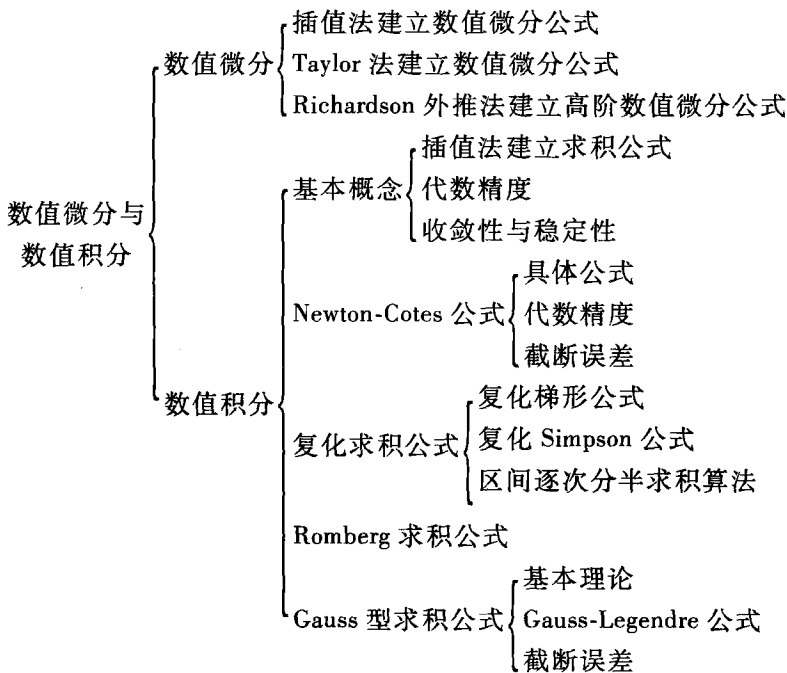 插值法建立数值微分公式
数值微分
Taylor 法建立数值微分公式
Richardson 外推法建立高阶数值微分公式
插值法建立求积公式
基本概念
代数精度
收敛性与稳定性
数值微分与
数值积分
具体公式
Newton-Cotes 公式
代数精度
截断误差
数值积分
复化梯形公式
复化求积公式
复化 Simpson 公式
区间逐次分半求积算法
Romberg 求积公式
基本理论
Gauss 型求积公式
Gauss-Legendre 公式
截断误差